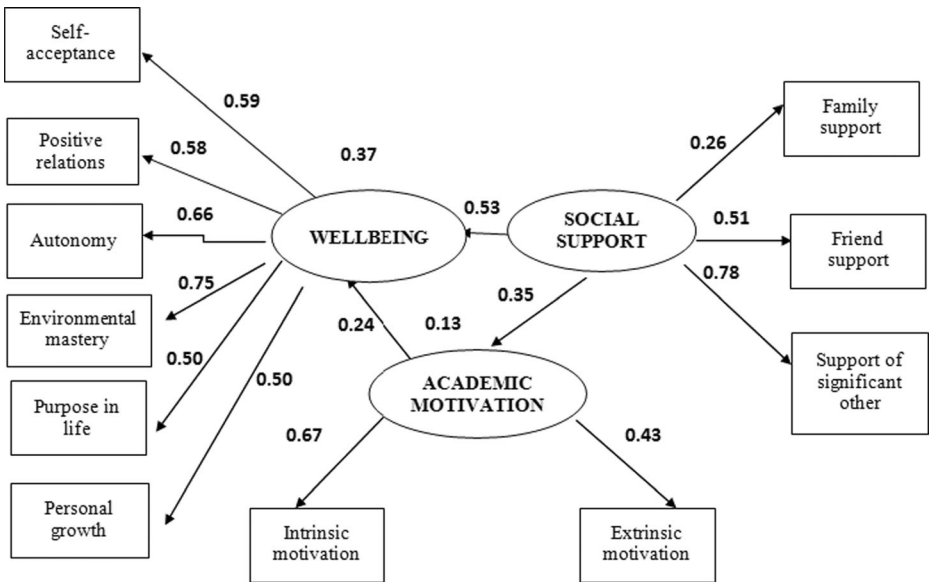 Self-
acceptance
0.59
Positive
relations
0.58
0.37
Autonomy
0.66
WELLBEING
0.53
SOCIAL
SUPPORT
0.26
Family
support
0.51
Friend
support
0.78
Support of
significant
other
Environmental
mastery
0.75
0.24
0.13
0.35
Purpose in
life
0.50
0.50
ACADEMIC
MOTIVATION
Personal
growth
0.67
0.43
Intrinsic
motivation
Extrinsic
motivation